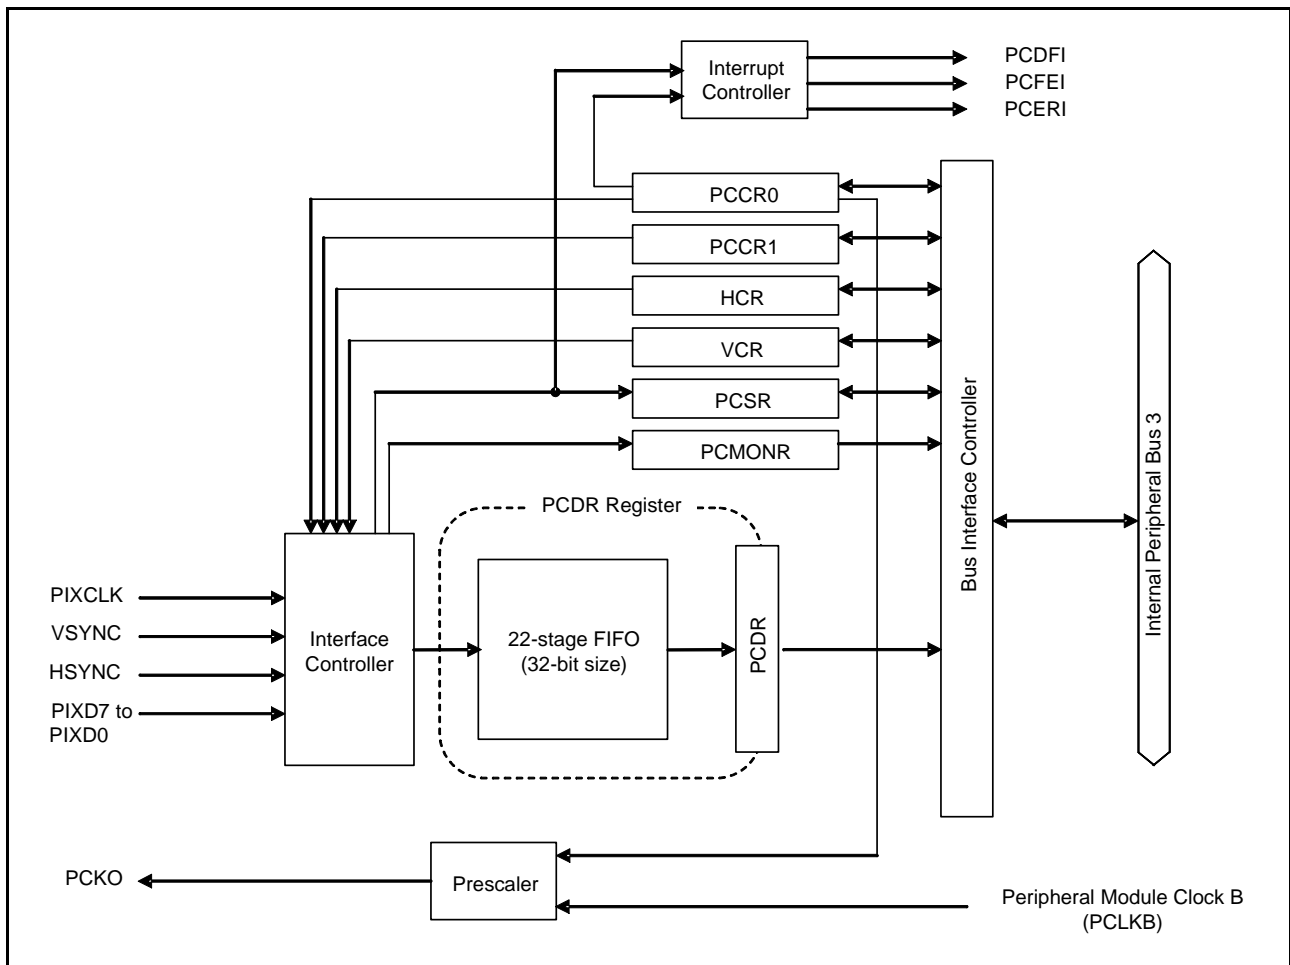 PCDFI
PCFEI
PCERI
Interrupt
Controller
PCCR0
PCCR1
HCR
VCR
PCSR
PCMONR
PCDR Register
PIXCLK
VSYNC
HSYNC
PIXD7 to
PIXD0
Interface
Controller
22-stage FIFO
(32-bit size)
PCDR
Bus Interface Controller
Internal Peripheral Bus 3
PCKO
Prescaler
Peripheral Module Clock B
(PCLKB)